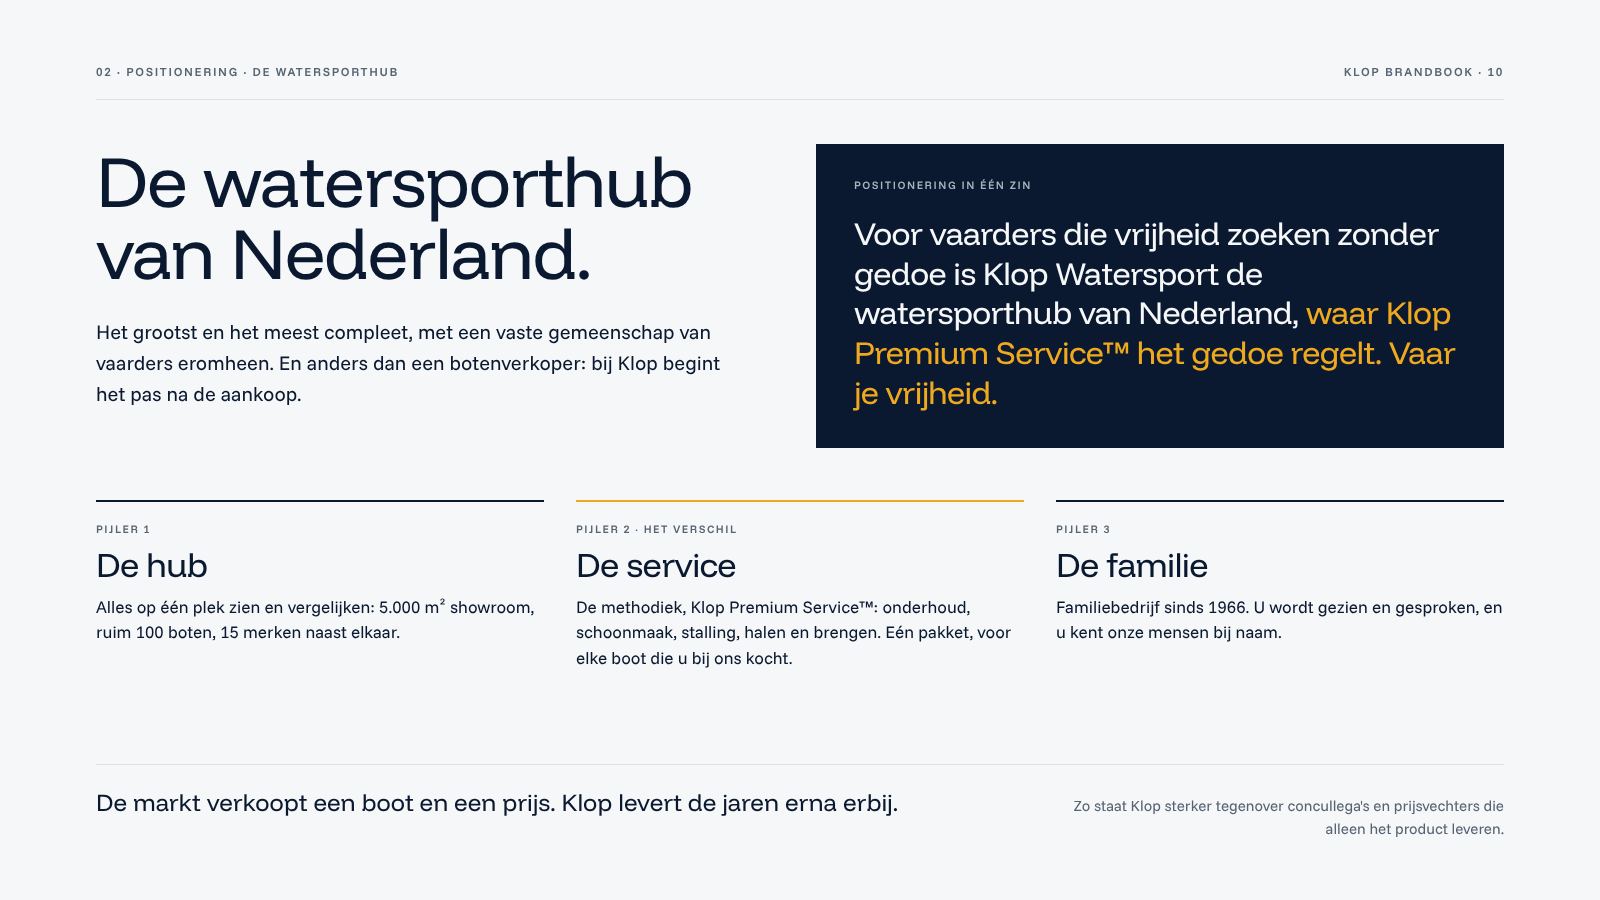 02 · POSITIONERING · DE WATERSPORTHUB
KLOP BRANDBOOK · 10
De watersporthub
van Nederland.
Het grootst en het meest compleet, met een vaste gemeenschap van
vaarders eromheen. En anders dan een botenverkoper: bij Klop begint
het pas na de aankoop.
POSITIONERING IN ÉÉN ZIN
Voor vaarders die vrijheid zoeken zonder
gedoe is Klop Watersport de
watersporthub van Nederland, waar Klop
Premium Service™ het gedoe regelt. Vaar
je vrijheid.
PIJLER 1
De hub
Alles op één plek zien en vergelijken: 5.000 m² showroom,
ruim 100 boten, 15 merken naast elkaar.
PIJLER 2 · HET VERSCHIL
De service
De methodiek, Klop Premium Service™: onderhoud,
schoonmaak, stalling, halen en brengen. Eén pakket, voor
elke boot die u bij ons kocht.
PIJLER 3
De familie
Familiebedrijf sinds 1966. U wordt gezien en gesproken, en
u kent onze mensen bij naam.
De markt verkoopt een boot en een prijs. Klop levert de jaren erna erbij.
Zo staat Klop sterker tegenover concullega's en prijsvechters die
alleen het product leveren.